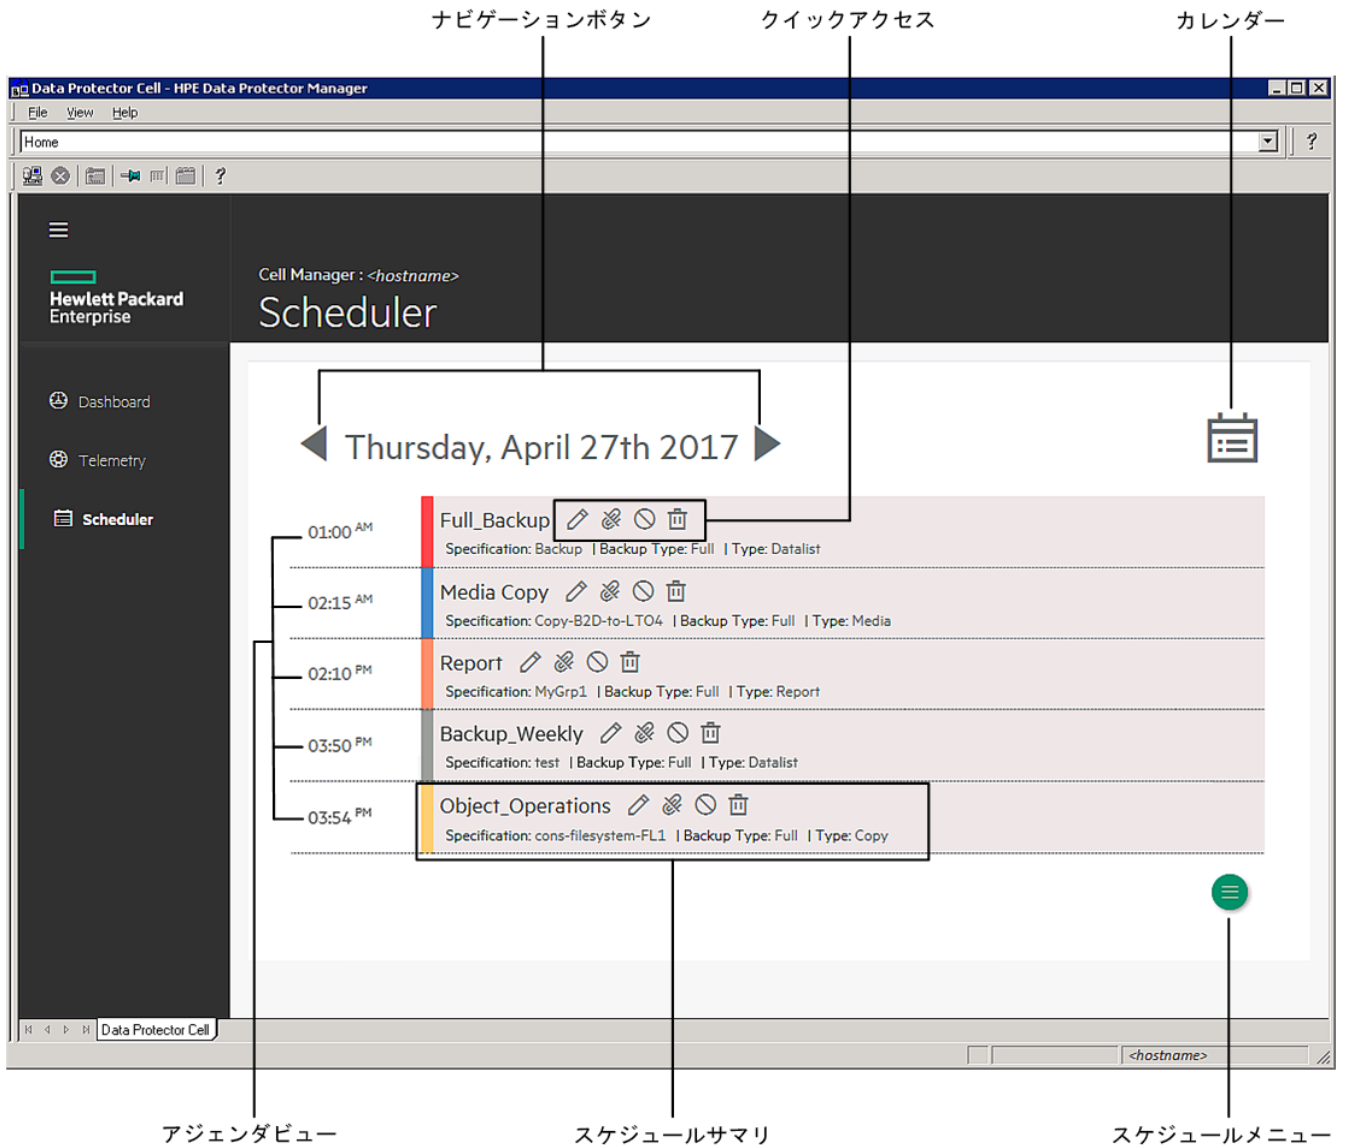 ナビゲーションボタン クイックアクセス カレンダー
Data Protector Cell - HPE Data Protector Manager
File View Help
Home
?
?
Hewlett Packard
Enterprise
Cell Manager : <hostname>
Scheduler
Dashboard
Telemetry
Scheduler
Thursday, April 27th 2017
01:00 AM
Full_Backup
Specification: Backup | Backup Type: Full | Type: Datalist
02:15 AM
Media Copy
Specification: Copy-B2D-to-LTO4 | Backup Type: Full | Type: Media
02:10 PM
Report
Specification: MyGrp1 | Backup Type: Full | Type: Report
03:50 PM
Backup_Weekly
Specification: test | Backup Type: Full | Type: Datalist
03:54 PM
Object_Operations
Specification: cons-filesystem-FL1 | Backup Type: Full | Type: Copy
Data Protector Cell
<hostname>
アジェンダビュー スケジュールサマリ スケジュールメニュー